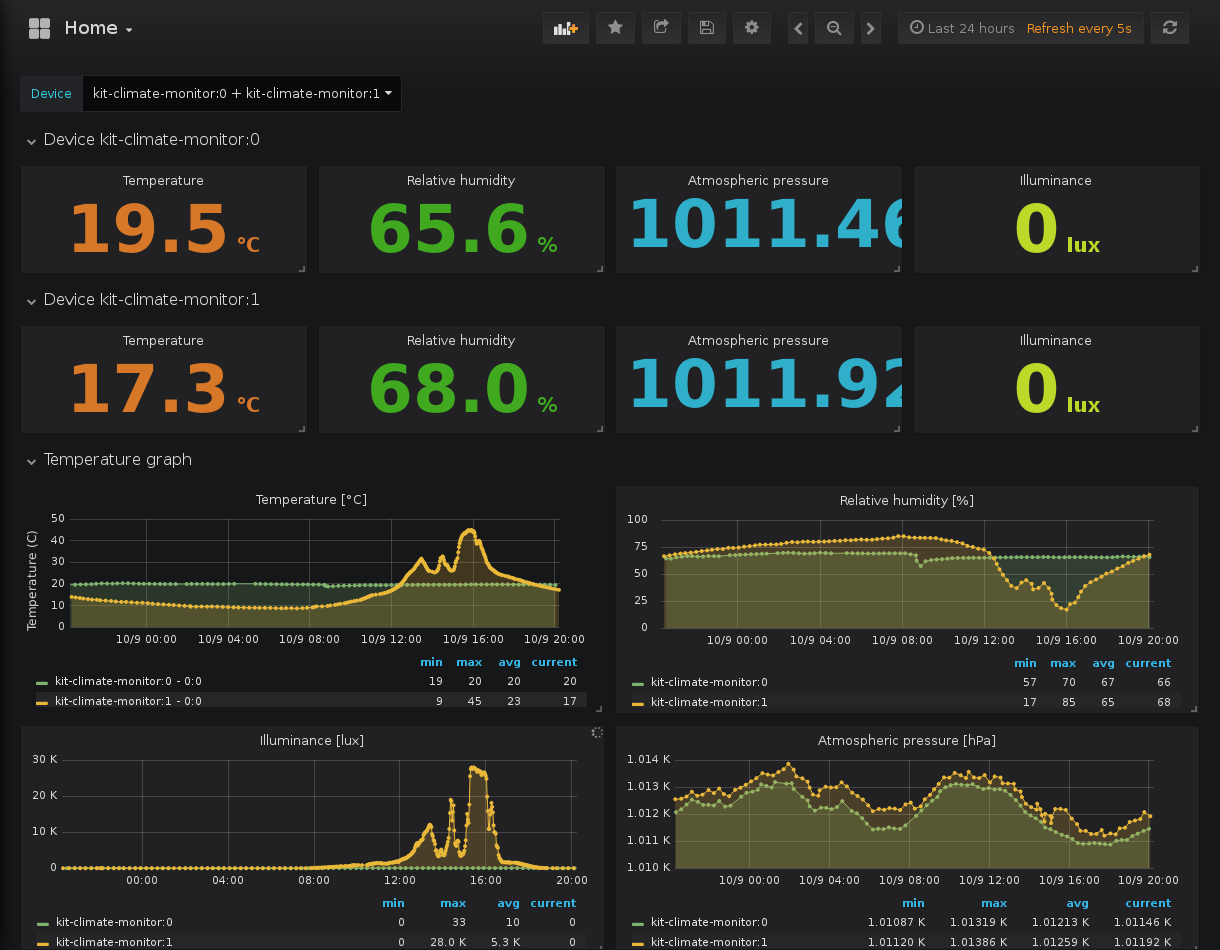 Home
Last 24 hours Refresh every 5s
Device kit-climate-monitor:0 + kit-climate-monitor:1
Device kit-climate-monitor:0
Temperature Relative humidity Atmospheric pressure Illuminance
19.5 °C 65.6 % 1011.46 0 lux
Device kit-climate-monitor:1
Temperature Relative humidity Atmospheric pressure Illuminance
17.3 °C 68.0 % 1011.92 0 lux
Temperature graph
Temperature [°C]
Temperature (C)
50
40
30
20
10
0
10/9 00:00 10/9 04:00 10/9 08:00 10/9 12:00 10/9 16:00 10/9 20:00
min max avg current
kit-climate-monitor:0 - 0:0 19 20 20 20
kit-climate-monitor:1 - 0:0 9 45 23 17
Relative humidity [%]
100
75
50
25
0
10/9 00:00 10/9 04:00 10/9 08:00 10/9 12:00 10/9 16:00 10/9 20:00
min max avg current
kit-climate-monitor:0 57 70 67 66
kit-climate-monitor:1 17 85 65 68
Illuminance [lux]
30 K
20 K
10 K
0
00:00 04:00 08:00 12:00 16:00 20:00
min max avg current
kit-climate-monitor:0 0 33 10 0
kit-climate-monitor:1 0 28.0 K 5.3 K 0
Atmospheric pressure [hPa]
1.014 K
1.013 K
1.012 K
1.011 K
1.010 K
10/9 00:00 10/9 04:00 10/9 08:00 10/9 12:00 10/9 16:00 10/9 20:00
min max avg current
kit-climate-monitor:0 1.01087 K 1.01319 K 1.01213 K 1.01146 K
kit-climate-monitor:1 1.01120 K 1.01386 K 1.01259 K 1.01192 K